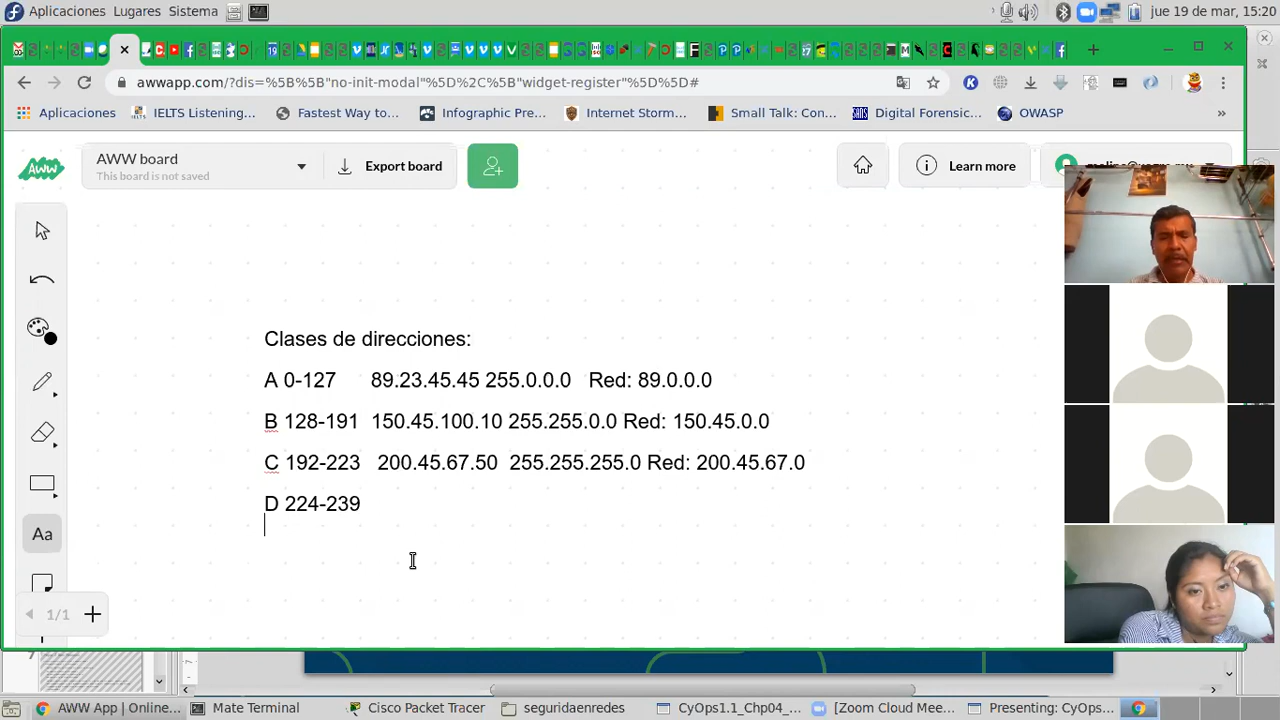 Aplicaciones Lugares Sistema
jue 19 de mar, 15:20
awwapp.com/?dis=%5B%5B"no-init-modal"%5D%2C%5B"widget-register"%5D%5D#
Aplicaciones
IELTS Listening...
Fastest Way to...
Infographic Pre...
Internet Storm...
Small Talk: Con...
Digital Forensic...
OWASP
»
AWW
AWW board
This board is not saved
Export board
Learn more
Clases de direcciones:
A 0-127 89.23.45.45 255.0.0.0 Red: 89.0.0.0
B 128-191 150.45.100.10 255.255.0.0 Red: 150.45.0.0
C 192-223 200.45.67.50 255.255.255.0 Red: 200.45.67.0
D 224-239
Aa
1/1
AWW App | Online...
Mate Terminal
Cisco Packet Tracer
seguridaenredes
CyOps1.1_Chp04_...
[Zoom Cloud Mee...
Presenting: CyOps...